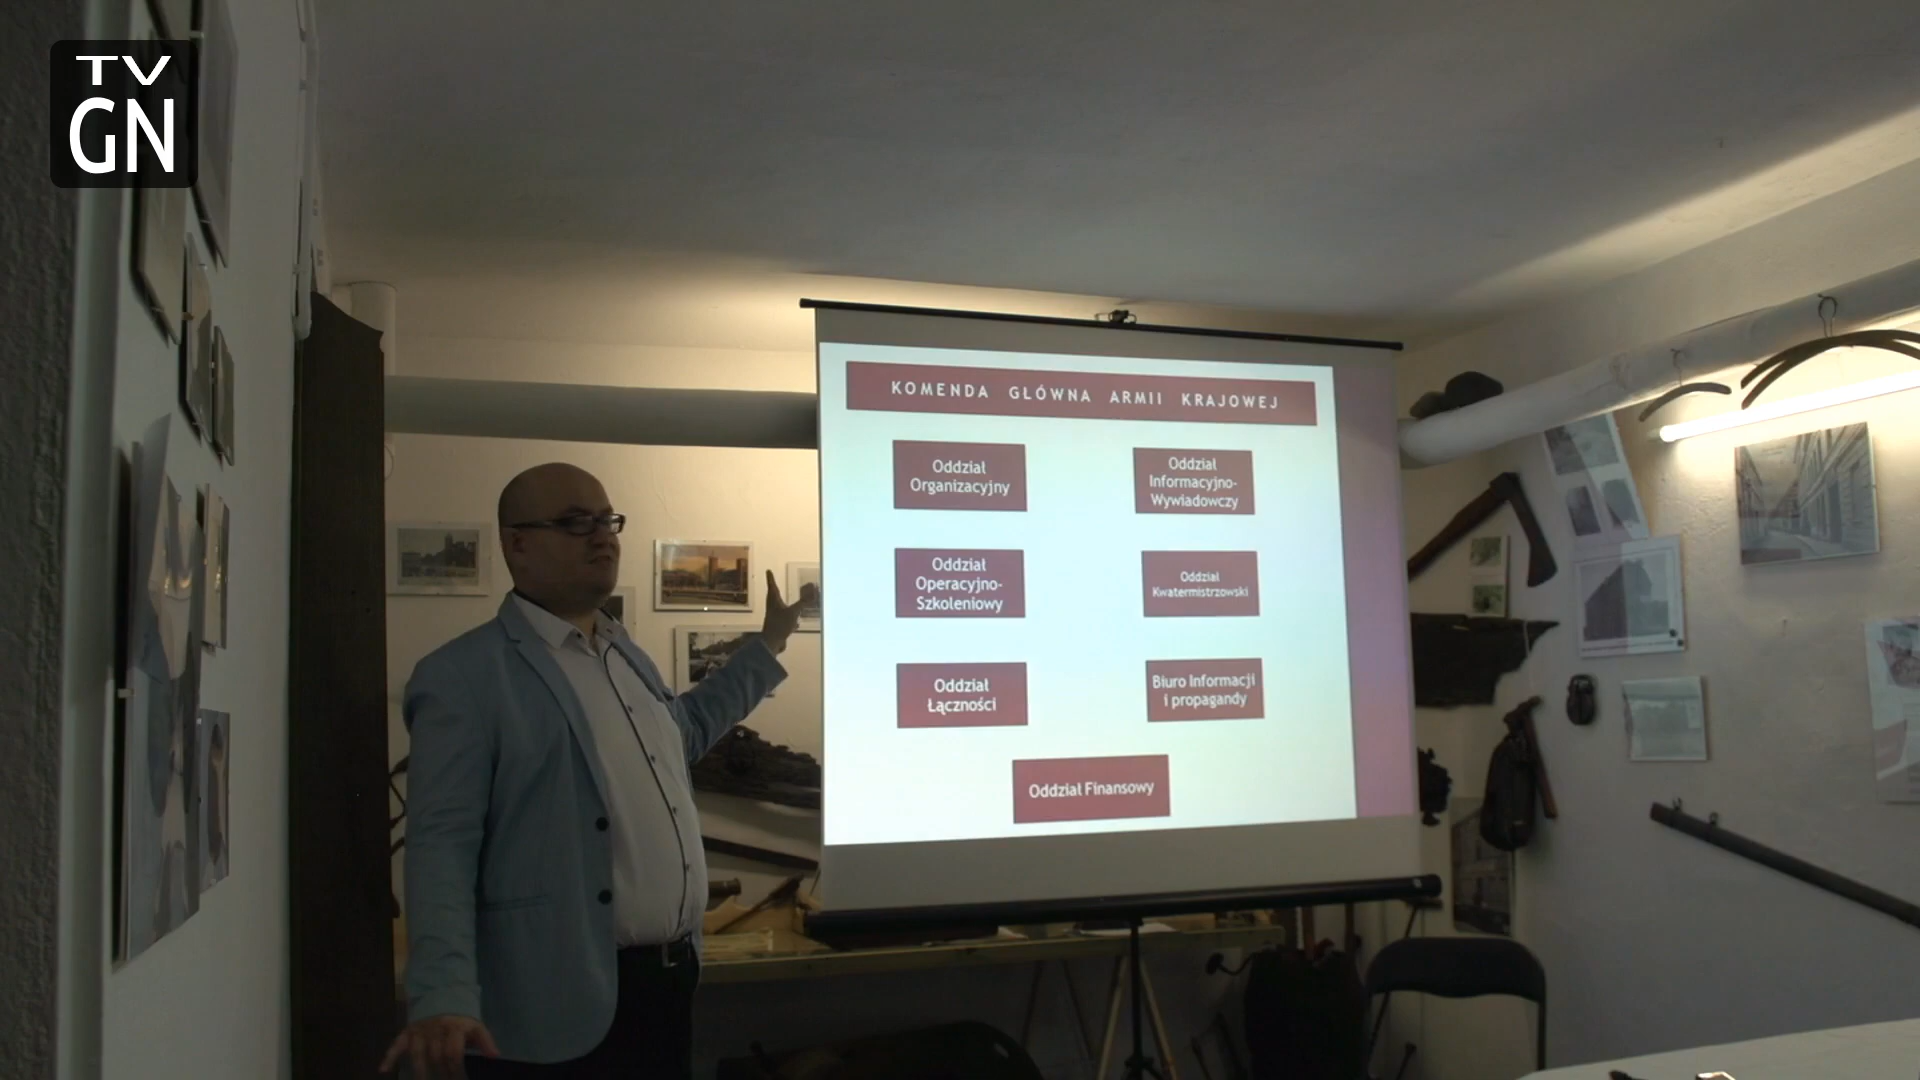 TV
GN
KOMENDA GŁÓWNA ARMII KRAJOWEJ
Oddział
Organizacyjny
Oddział
Informacyjno-
Wywiadowczy
Oddział
Operacyjno-
Szkoleniowy
Oddział
Kwatermistrzowski
Oddział
Łączności
Biuro Informacji
i propagandy
Oddział Finansowy